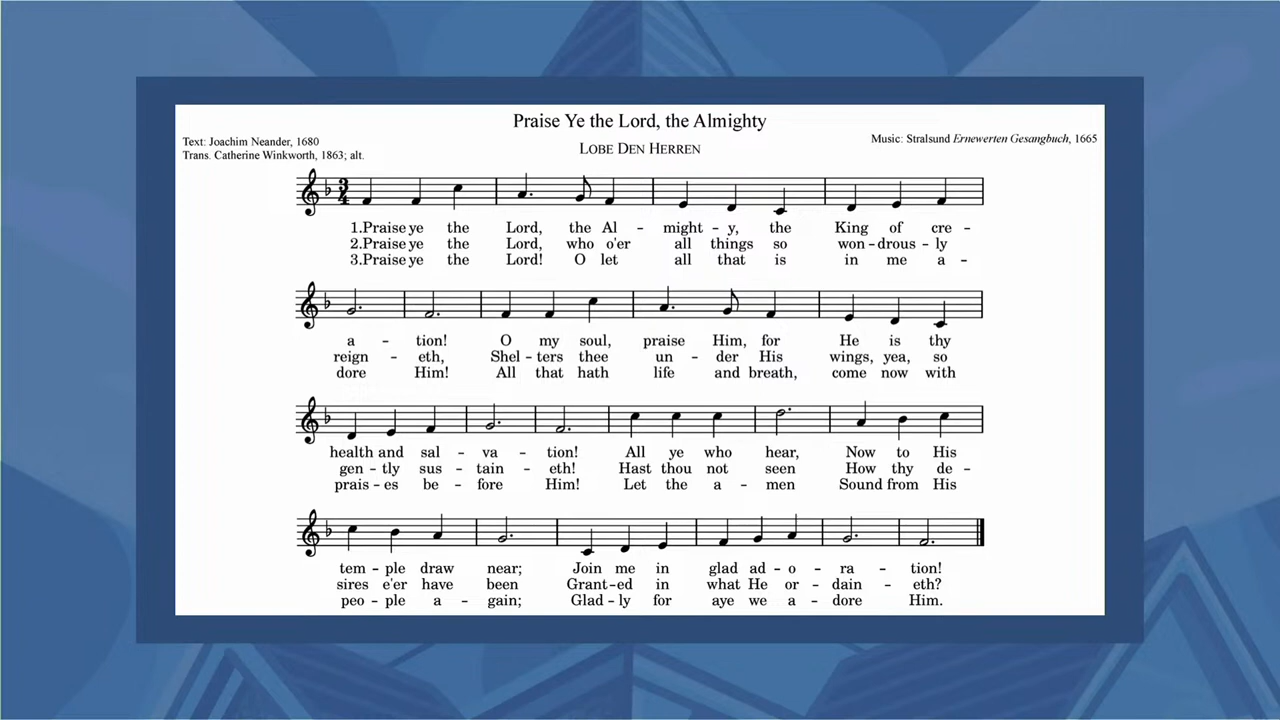 Praise Ye the Lord, the Almighty
Text: Joachim Neander, 1680
Trans. Catherine Winkworth, 1863; alt.
LOBE DEN HERREN
Music: Stralsund Ernewerten Gesangbuch, 1665
3
4
1.Praise ye the Lord, the Al – might – y, the King of cre –
2.Praise ye the Lord, who o'er all things so won – drous – ly
3.Praise ye the Lord! O let all that is in me a –
a – tion! O my soul, praise Him, for He is thy
reign – eth, Shel – ters thee un – der His wings, yea, so
dore Him! All that hath life and breath, come now with
health and sal – va – tion! All ye who hear, Now to His
gen – tly sus – tain – eth! Hast thou not seen How thy de –
prais – es be – fore Him! Let the a – men Sound from His
tem – ple draw near; Join me in glad ad – o – ra – tion!
sires e'er have been Grant – ed in what He or – dain – eth?
peo – ple a – gain; Glad – ly for aye we a – dore Him.